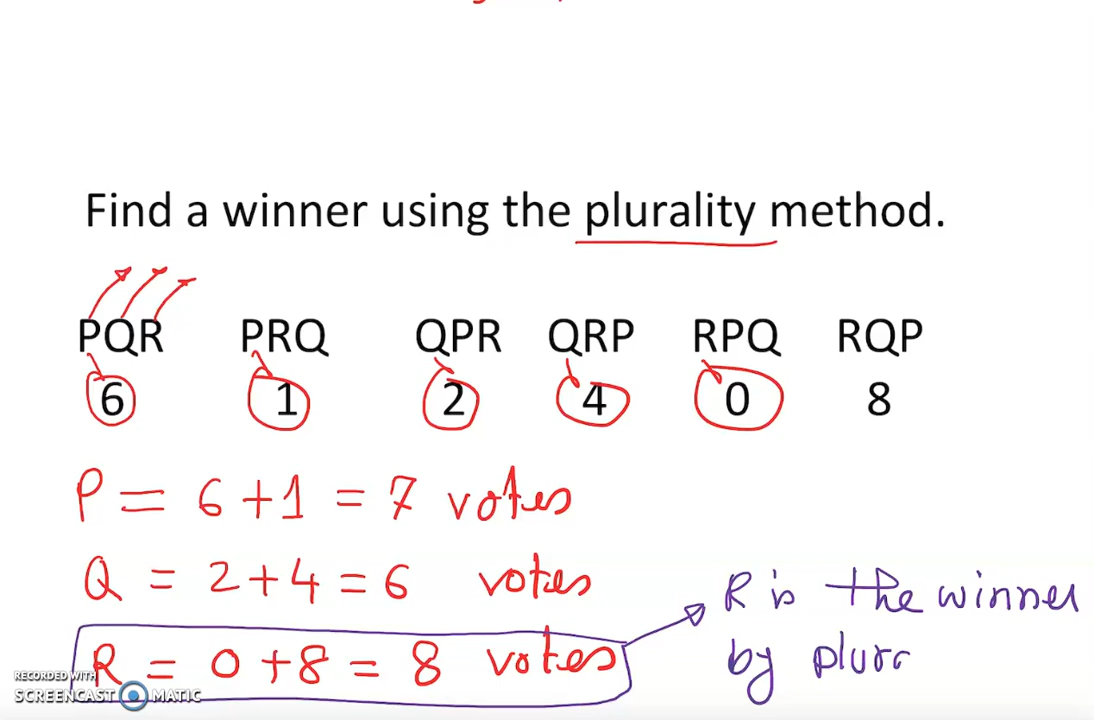 Find a winner using the plurality method.
PQR PRQ QPR QRP RPQ RQP
6 1 2 4 0 8
P = 6 + 1 = 7 votes
Q = 2 + 4 = 6 votes
R = 0 + 8 = 8 votes
R is the winner
by plur
RECORDED WITH
SCREENCAST MATIC